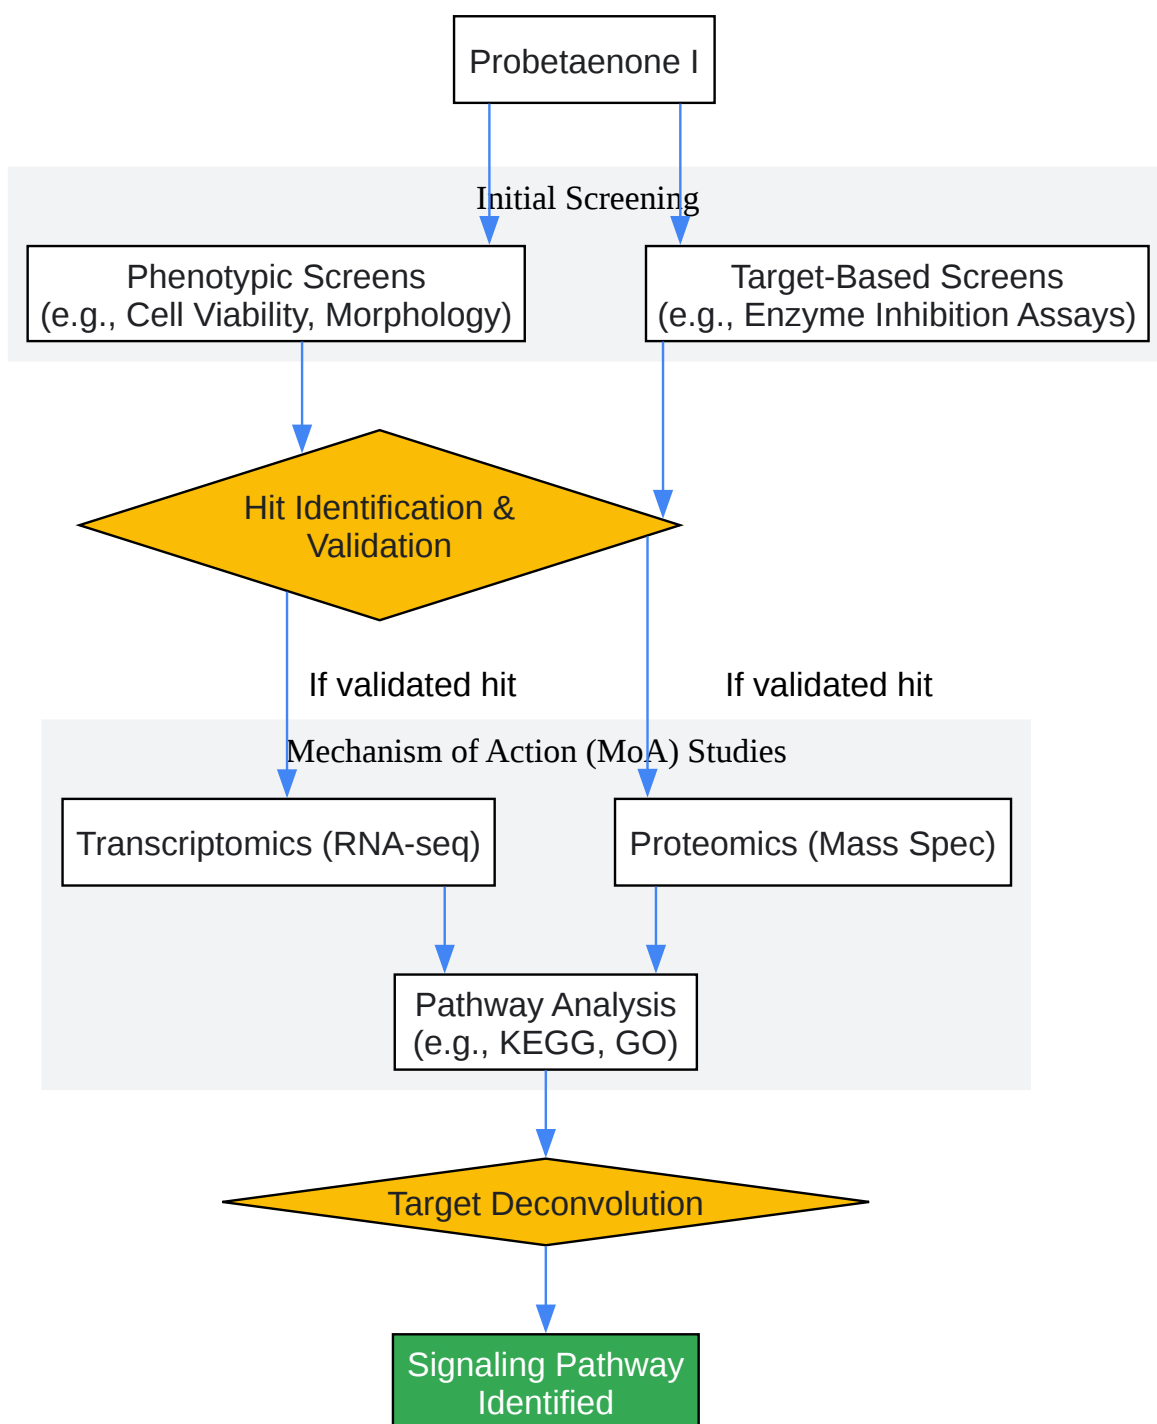 Probetaenone I
Initial Screening
Phenotypic Screens
(e.g., Cell Viability, Morphology)
Target-Based Screens
(e.g., Enzyme Inhibition Assays)
Hit Identification &
Validation
If validated hit
If validated hit
Mechanism of Action (MoA) Studies
Transcriptomics (RNA-seq)
Proteomics (Mass Spec)
Pathway Analysis
(e.g., KEGG, GO)
Target Deconvolution
Signaling Pathway
Identified